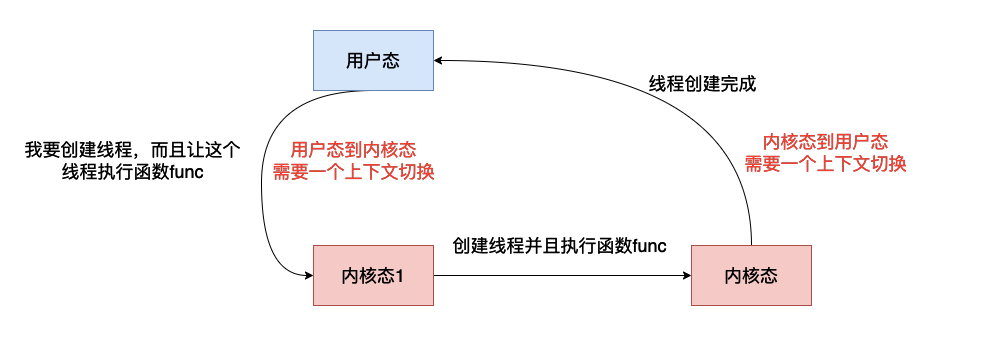 用户态
线程创建完成
我要创建线程，而且让这个
线程执行函数func
用户态到内核态
需要一个上下文切换
内核态到用户态
需要一个上下文切换
创建线程并且执行函数func
内核态1
内核态